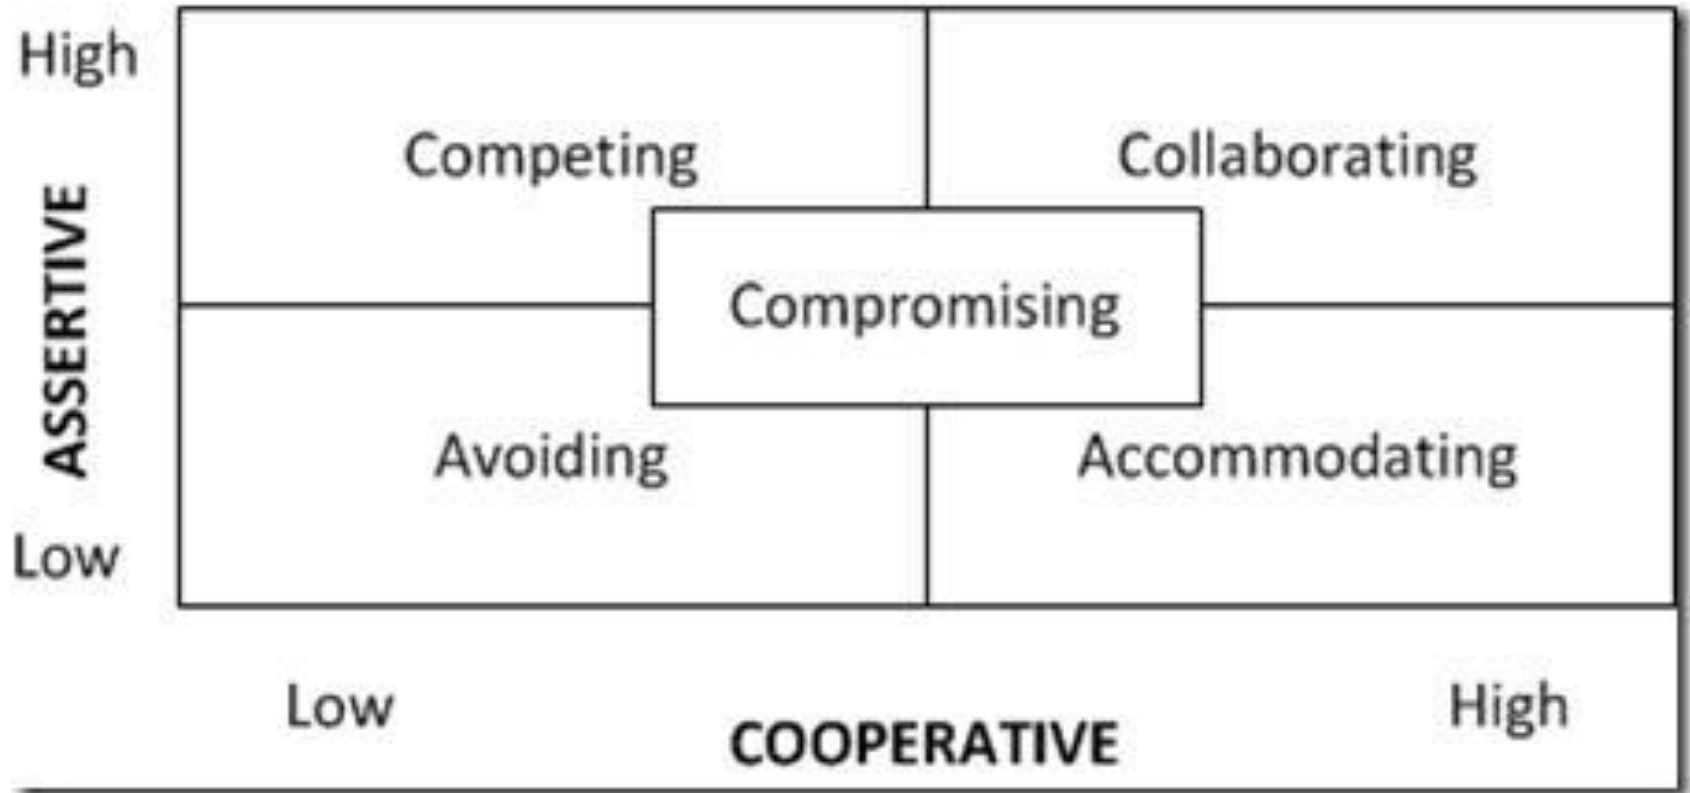 High
Competing
Collaborating
ASSERTIVE
Compromising
Avoiding
Accommodating
Low
Low
High
COOPERATIVE